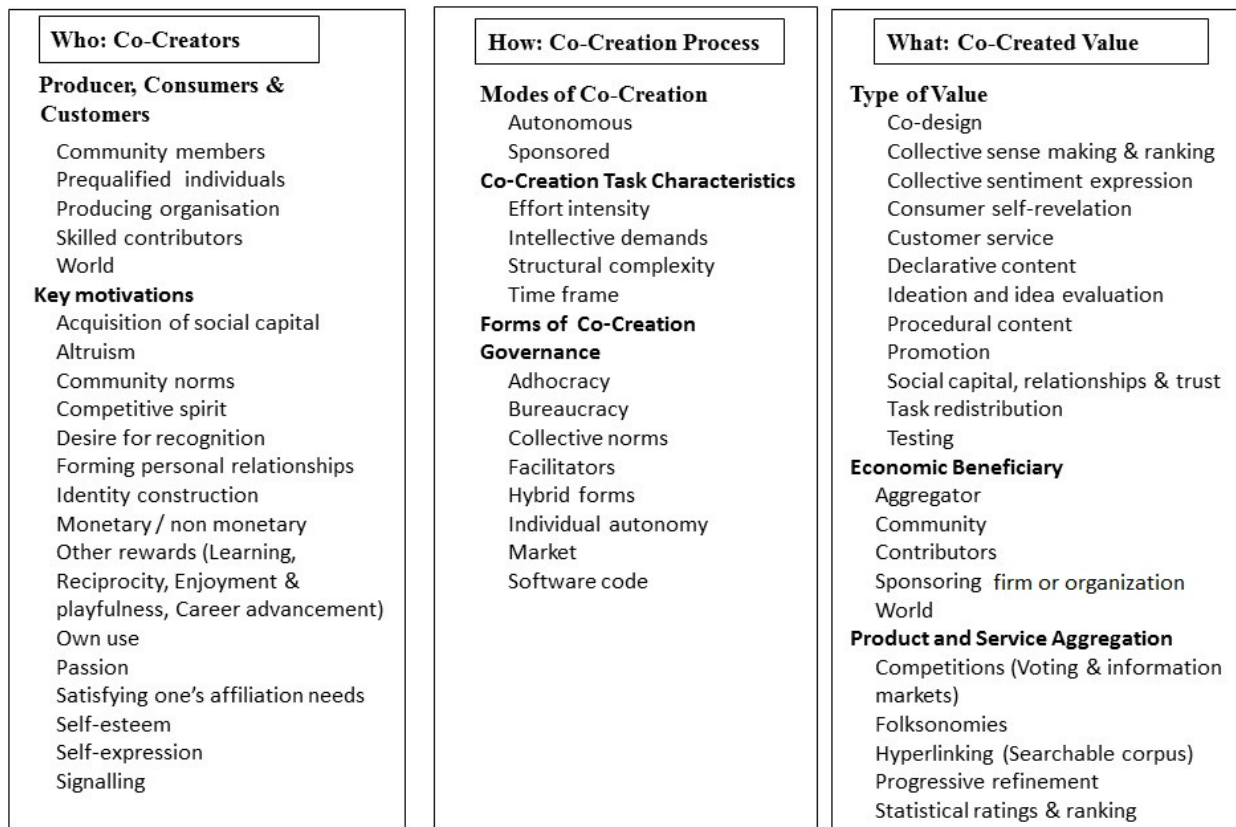 Who: Co-Creators
Producer, Consumers &
Customers
Community members
Prequalified individuals
Producing organisation
Skilled contributors
World
Key motivations
Acquisition of social capital
Altruism
Community norms
Competitive spirit
Desire for recognition
Forming personal relationships
Identity construction
Monetary / non monetary
Other rewards (Learning,
Reciprocity, Enjoyment &
playfulness, Career advancement)
Own use
Passion
Satisfying one’s affiliation needs
Self-esteem
Self-expression
Signalling
How: Co-Creation Process
Modes of Co-Creation
Autonomous
Sponsored
Co-Creation Task Characteristics
Effort intensity
Intellective demands
Structural complexity
Time frame
Forms of Co-Creation
Governance
Adhocracy
Bureaucracy
Collective norms
Facilitators
Hybrid forms
Individual autonomy
Market
Software code
What: Co-Created Value
Type of Value
Co-design
Collective sense making & ranking
Collective sentiment expression
Consumer self-revelation
Customer service
Declarative content
Ideation and idea evaluation
Procedural content
Promotion
Social capital, relationships & trust
Task redistribution
Testing
Economic Beneficiary
Aggregator
Community
Contributors
Sponsoring firm or organization
World
Product and Service Aggregation
Competitions (Voting & information
markets)
Folksonomies
Hyperlinking (Searchable corpus)
Progressive refinement
Statistical ratings & ranking